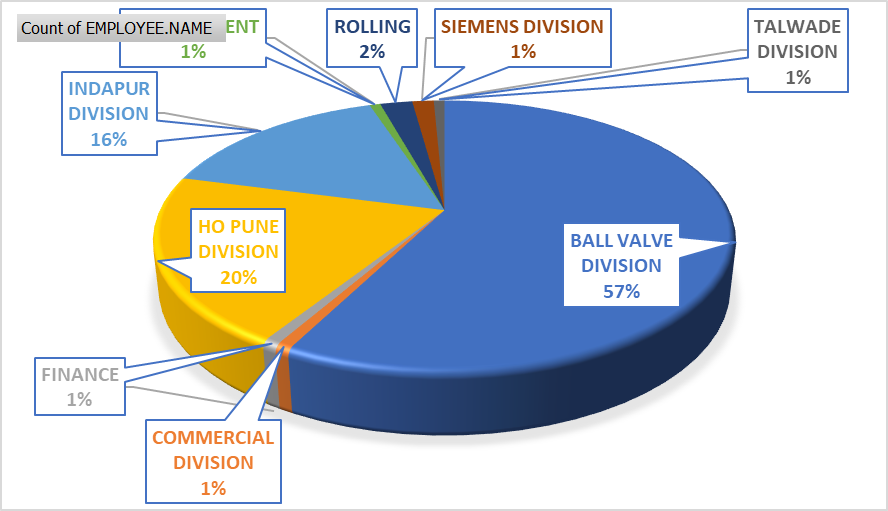 Count of EMPLOYEE.NAME
1%
ROLLING
2%
SIEMENS DIVISION
1%
TALWADE
DIVISION
1%
INDAPUR
DIVISION
16%
HO PUNE
DIVISION
20%
BALL VALVE
DIVISION
57%
FINANCE
1%
COMMERCIAL
DIVISION
1%